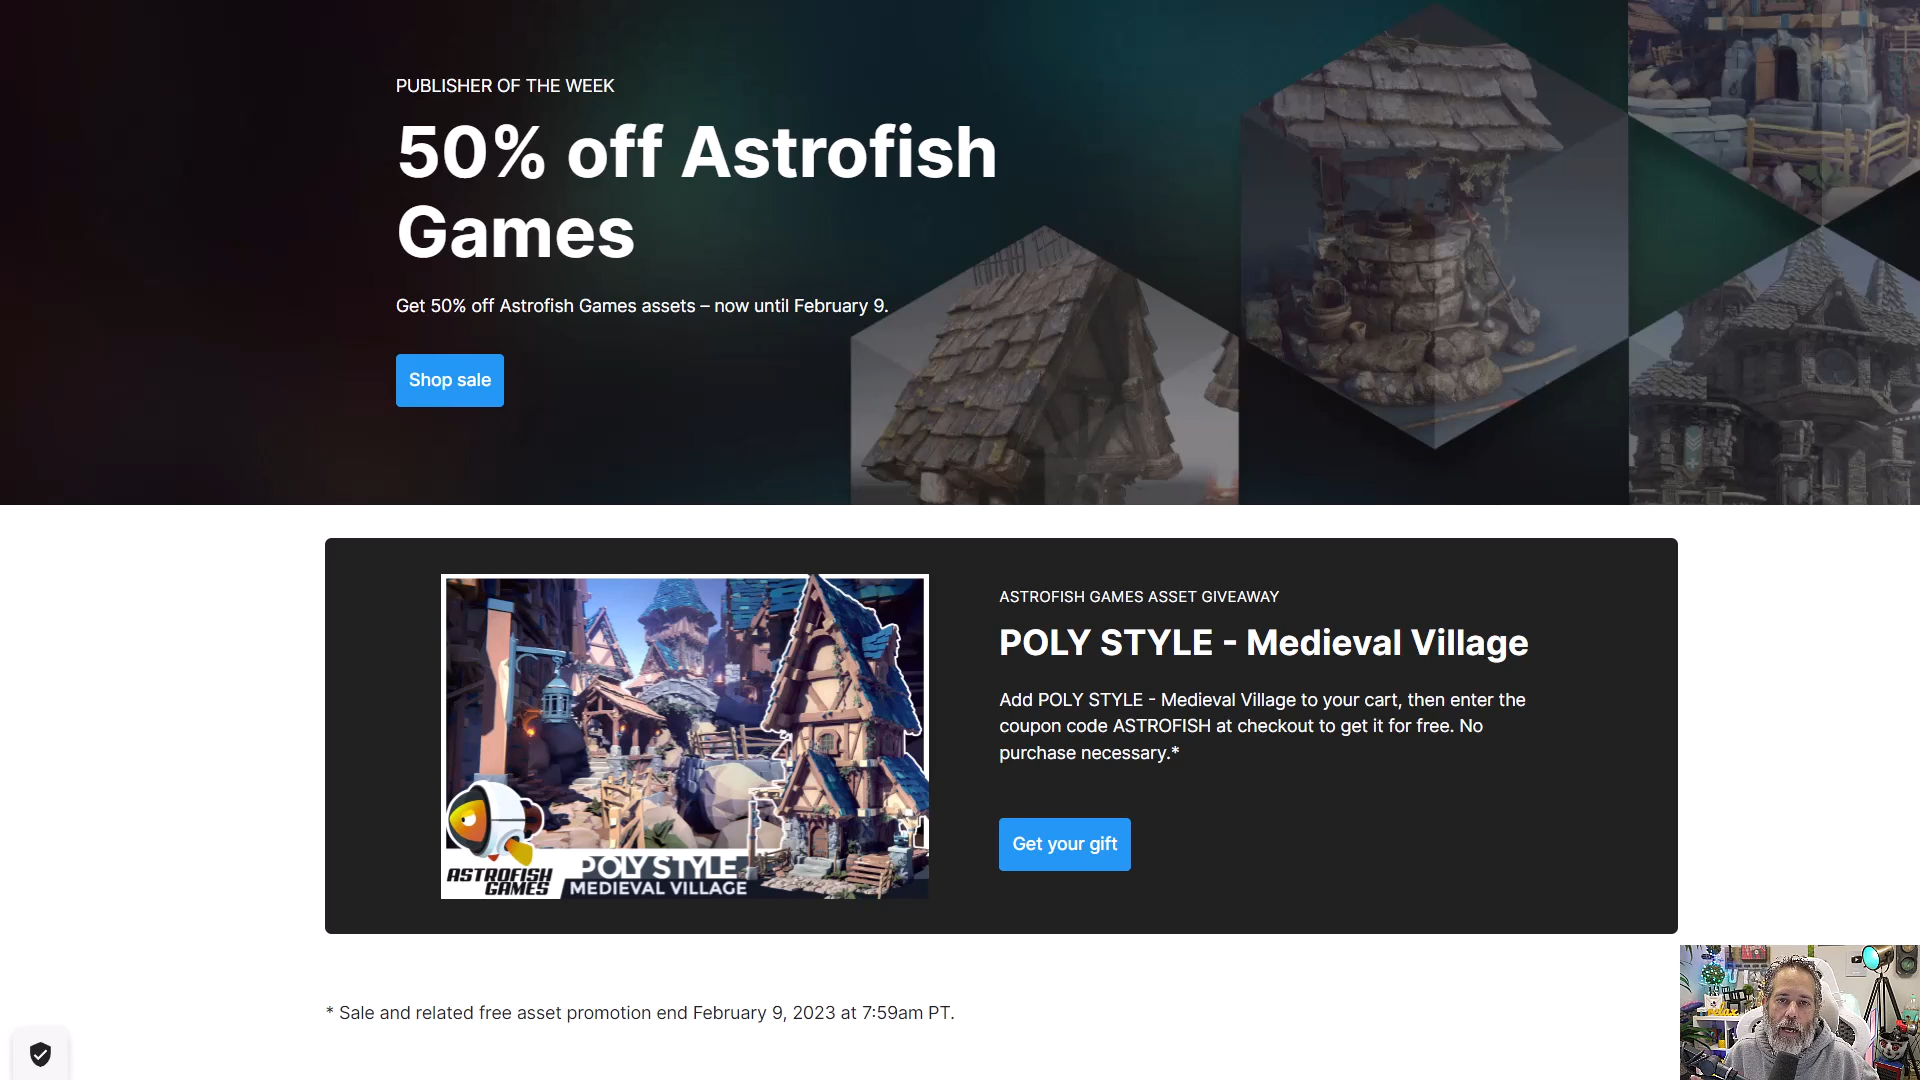 PUBLISHER OF THE WEEK
50% off Astrofish
Games
Get 50% off Astrofish Games assets – now until February 9.
Shop sale
ASTROFISH GAMES ASSET GIVEAWAY
POLY STYLE - Medieval Village
Add POLY STYLE - Medieval Village to your cart, then enter the
coupon code ASTROFISH at checkout to get it for free. No
purchase necessary.*
Get your gift
ASTROFISH
GAMES
POLY STYLE
MEDIEVAL VILLAGE
* Sale and related free asset promotion end February 9, 2023 at 7:59am PT.
relax